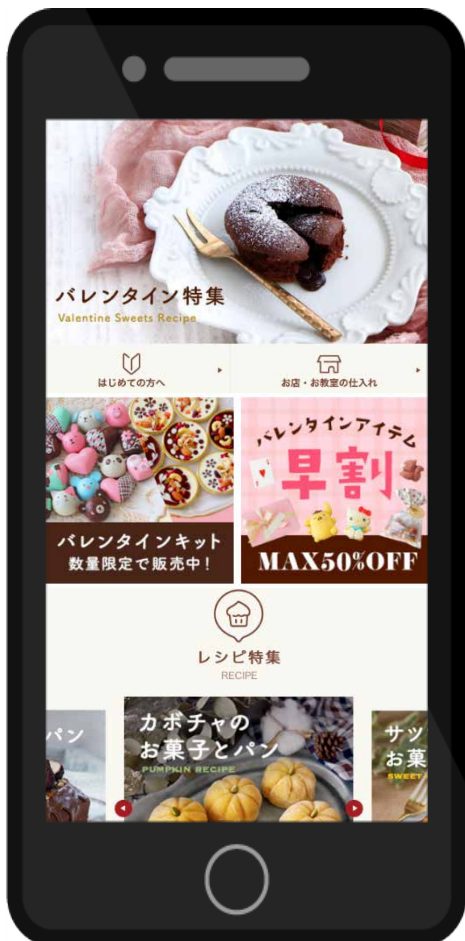 バレンタイン特集
Valentine Sweets Recipe
はじめての方へ
お店・お教室の仕入れ
バレンタインキット
数量限定で販売中！
バレンタインアイテム
早割
MAX50%OFF
レシピ特集
RECIPE
パン
カボチャの
お菓子とパン
PUMPKIN RECIPE
サツ
お菓
SWEET